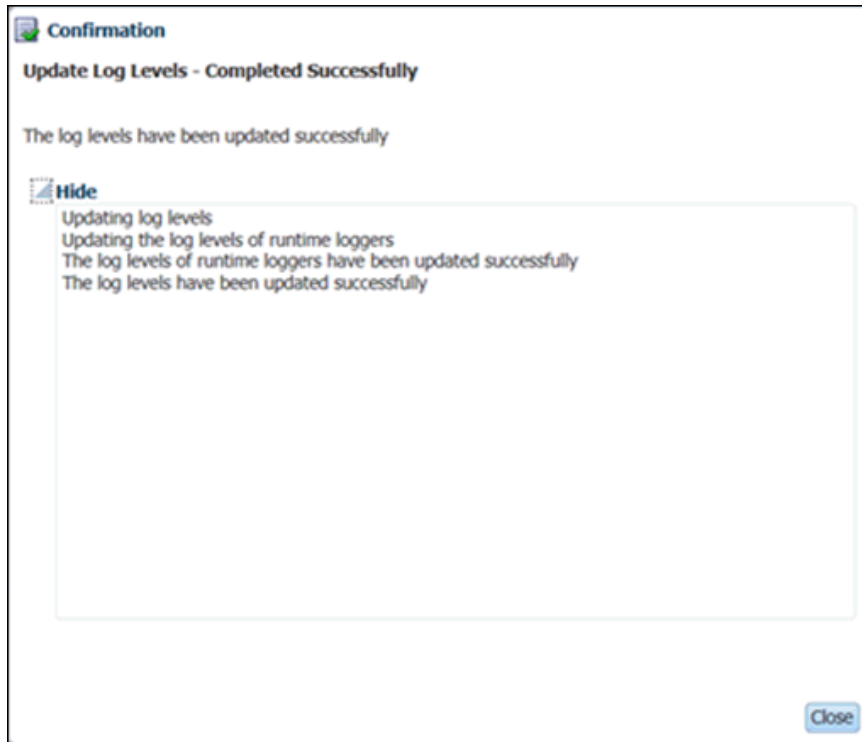 Confirmation
Update Log Levels - Completed Successfully
The log levels have been updated successfully
Hide
Updating log levels
Updating the log levels of runtime loggers
The log levels of runtime loggers have been updated successfully
The log levels have been updated successfully
Close